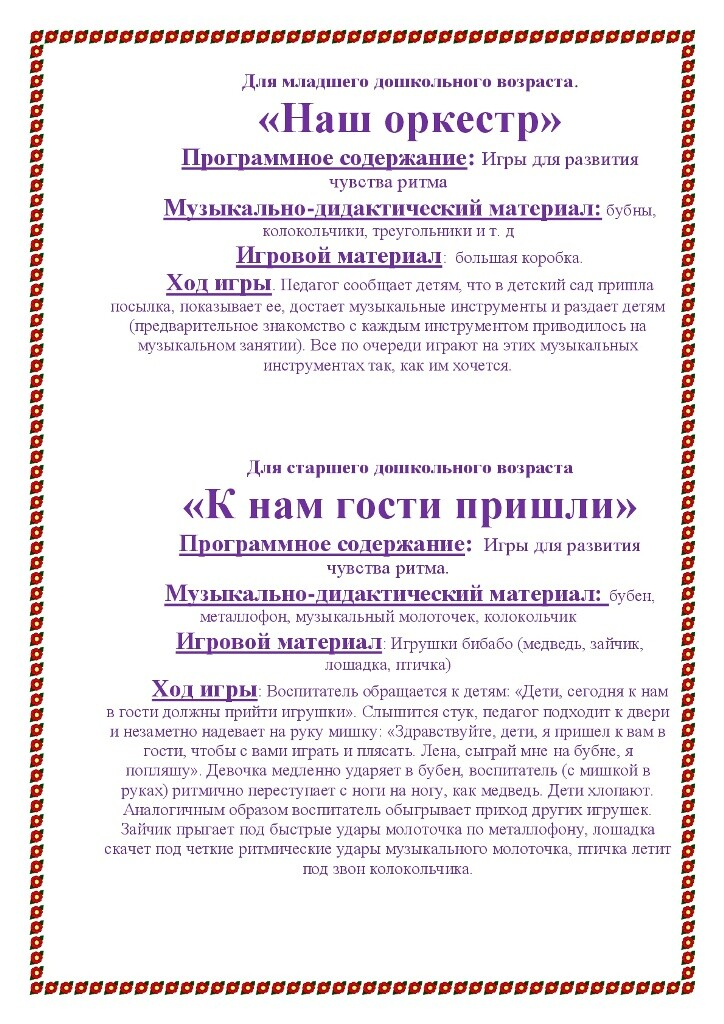 Для младшего дошкольного возраста.
«Наш оркестр»
Программное содержание: Игры для развития
чувства ритма
Музыкально-дидактический материал: бубны,
колокольчики, треугольники и т. д
Игровой материал:  большая коробка.
Ход игры. Педагог сообщает детям, что в детский сад пришла
посылка, показывает ее, достает музыкальные инструменты и раздает детям
(предварительное знакомство с каждым инструментом приводилось на
музыкальном занятии). Все по очереди играют на этих музыкальных
инструментах так, как им хочется.
Для старшего дошкольного возраста
«К нам гости пришли»
Программное содержание:  Игры для развития
чувства ритма.
Музыкально-дидактический материал: бубен,
металлофон, музыкальный молоточек, колокольчик
Игровой материал: Игрушки бибабо (медведь, зайчик,
лошадка, птичка)
Ход игры: Воспитатель обращается к детям: «Дети, сегодня к нам
в гости должны прийти игрушки». Слышится стук, педагог подходит к двери
и незаметно надевает на руку мишку: «Здравствуйте, дети, я пришел к вам в
гости, чтобы с вами играть и плясать. Лена, сыграй мне на бубне, я
попляшу». Девочка медленно ударяет в бубен, воспитатель (с мишкой в
руках) ритмично переступает с ноги на ногу, как медведь. Дети хлопают.
Аналогичным образом воспитатель обыгрывает приход других игрушек.
Зайчик прыгает под быстрые удары молоточка по металлофону, лошадка
скачет под четкие ритмические удары музыкального молоточка, птичка летит
под звон колокольчика.